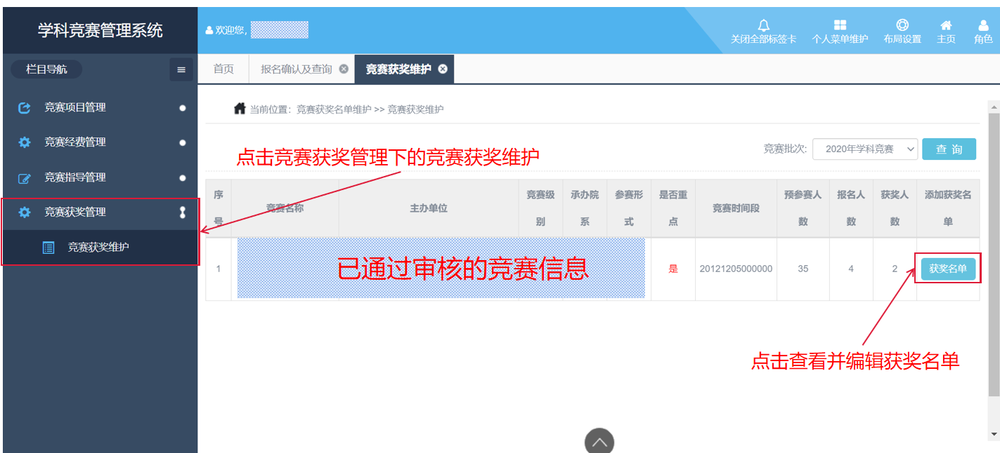 学科竞赛管理系统
欢迎您,
关闭全部标签卡 个人菜单维护 布局设置 主页 角色
栏目导航
首页 报名确认及查询 竞赛获奖维护
竞赛项目管理
竞赛经费管理
竞赛指导管理
竞赛获奖管理
竞赛获奖维护
当前位置: 竞赛获奖名单维护 >> 竞赛获奖维护
点击竞赛获奖管理下的竞赛获奖维护
竞赛批次: 2020年学科竞赛 查 询
序号 竞赛名称 主办单位 竞赛级别 承办院系 参赛形式 是否重点 竞赛时间段 预参赛人数 报名人数 获奖人数 添加获奖名单
1 已通过审核的竞赛信息 是 20121205000000 35 4 2 获奖名单
点击查看并编辑获奖名单